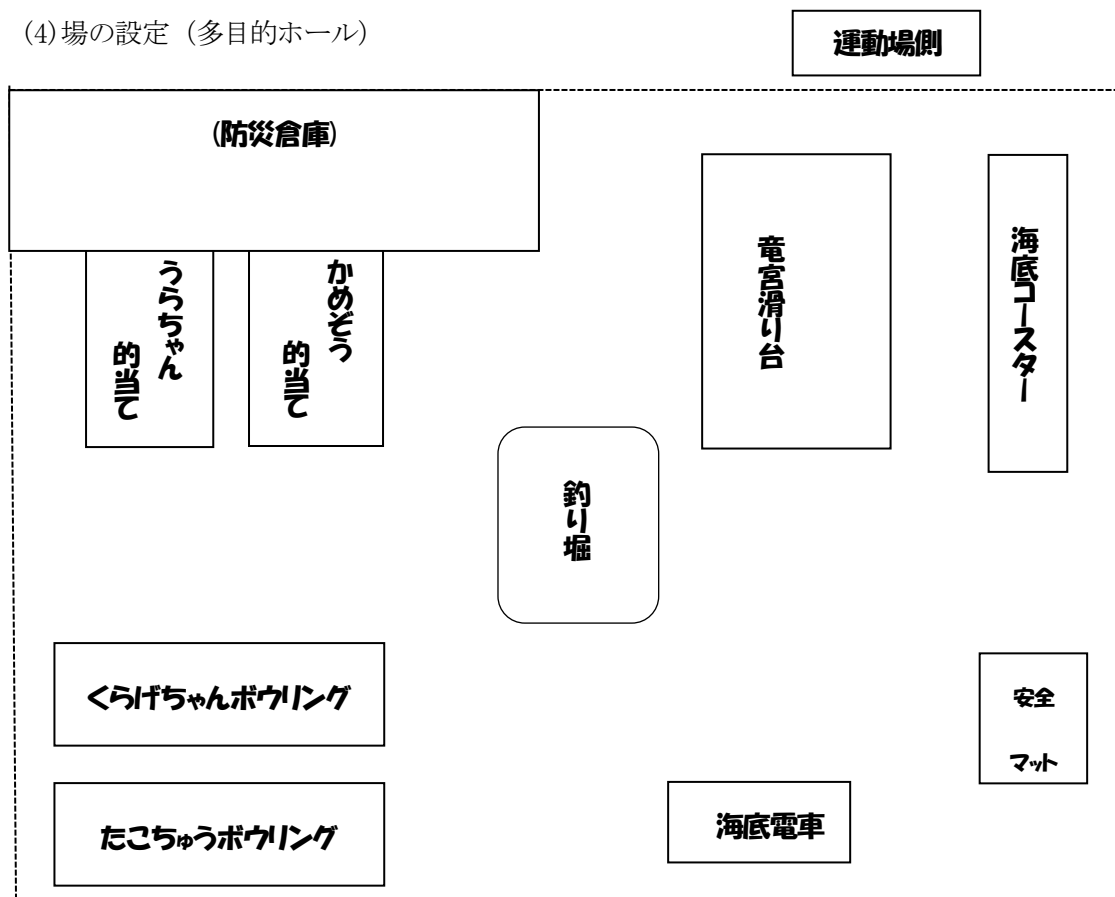 (4)場の設定（多目的ホール）
運動場側
(防災倉庫)
うらちゃん
的当て
かめぞう
的当て
竜宮滑り台
海底コースター
釣り堀
くらげちゃんボウリング
安全
マット
たこちゅうボウリング
海底電車